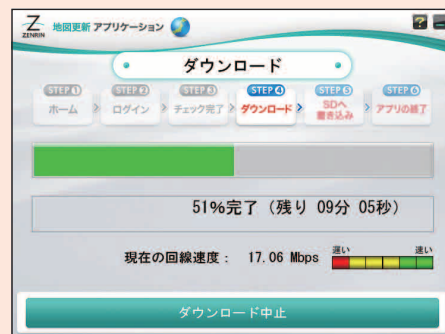 Z ZENRIN 地図更新 アプリケーション ?
ダウンロード
STEP① STEP② STEP③ STEP④ STEP⑤ STEP⑥
ホーム > ログイン > チェック完了 > ダウンロード > SDへ書き込み > アプリの終了
51%完了（残り 09分 05秒）
現在の回線速度： 17.06 Mbps 遅い 速い
ダウンロード中止